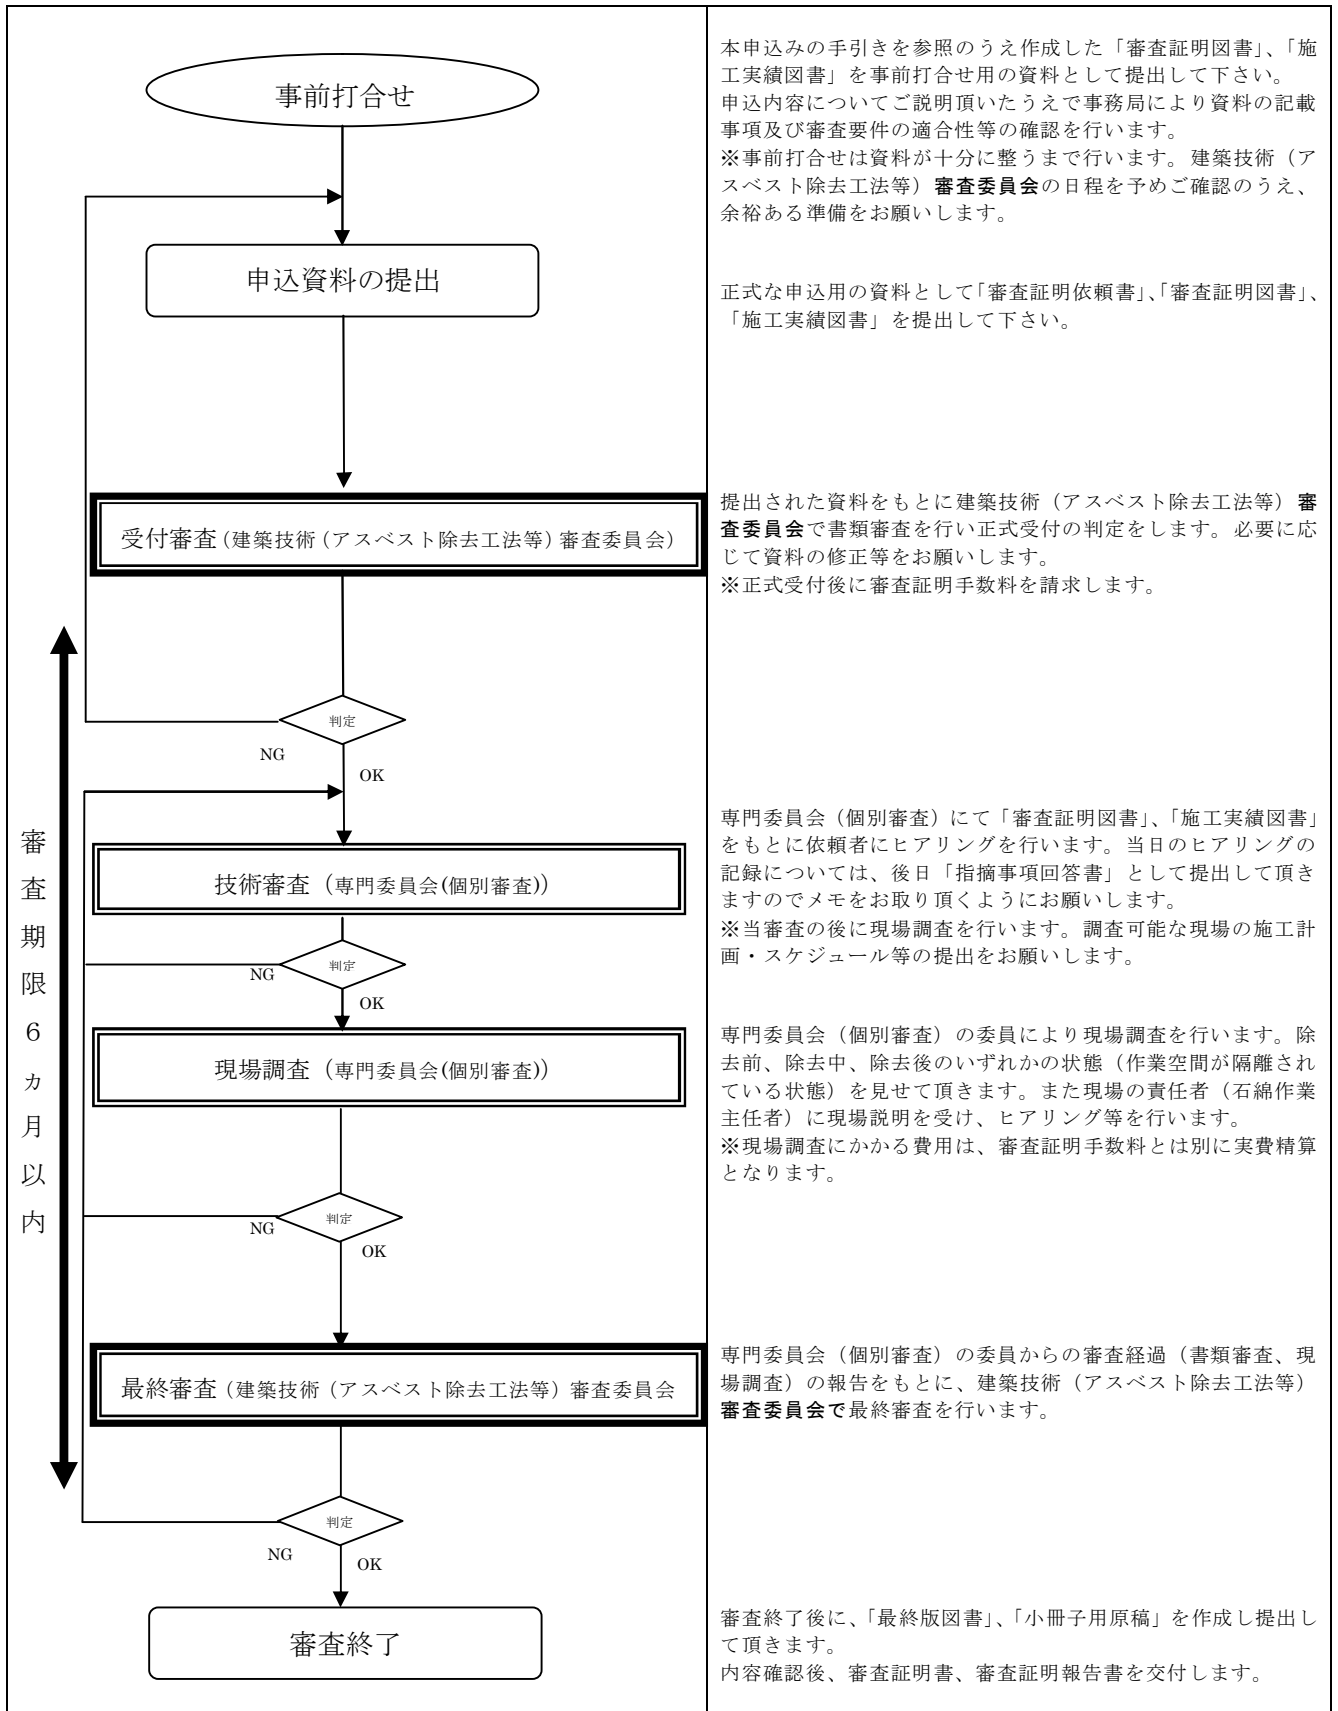 事前打合せ
本申込みの手引きを参照のうえ作成した「審査証明図書」、「施
工実績図書」を事前打合せ用の資料として提出して下さい。
申込内容についてご説明頂いたうえで事務局により資料の記載
事項及び審査要件の適合性等の確認を行います。
※事前打合せは資料が十分に整うまで行います。建築技術（ア
スベスト除去工法等）審査委員会の日程を予めご確認のうえ、
余裕ある準備をお願いします。
申込資料の提出
正式な申込用の資料として「審査証明依頼書」、「審査証明図書」、
「施工実績図書」を提出して下さい。
受付審査（建築技術（アスベスト除去工法等）審査委員会）
提出された資料をもとに建築技術（アスベスト除去工法等）審
査委員会で書類審査を行い正式受付の判定をします。必要に応
じて資料の修正等をお願いします。
※正式受付後に審査証明手数料を請求します。
判定
NG
OK
審査期限６ヵ月以内
技術審査（専門委員会(個別審査)）
専門委員会（個別審査）にて「審査証明図書」、「施工実績図書」
をもとに依頼者にヒアリングを行います。当日のヒアリングの
記録については、後日「指摘事項回答書」として提出して頂き
ますのでメモをお取り頂くようにお願いします。
※当審査の後に現場調査を行います。調査可能な現場の施工計
画・スケジュール等の提出をお願いします。
判定
NG
OK
現場調査（専門委員会(個別審査)）
専門委員会（個別審査）の委員により現場調査を行います。除
去前、除去中、除去後のいずれかの状態（作業空間が隔離され
ている状態）を見せて頂きます。また現場の責任者（石綿作業
主任者）に現場説明を受け、ヒアリング等を行います。
※現場調査にかかる費用は、審査証明手数料とは別に実費精算
となります。
判定
NG
OK
最終審査（建築技術（アスベスト除去工法等）審査委員会
専門委員会（個別審査）の委員からの審査経過（書類審査、現
場調査）の報告をもとに、建築技術（アスベスト除去工法等）
審査委員会で最終審査を行います。
判定
NG
OK
審査終了
審査終了後に、「最終版図書」、「小冊子用原稿」を作成し提出し
て頂きます。
内容確認後、審査証明書、審査証明報告書を交付します。